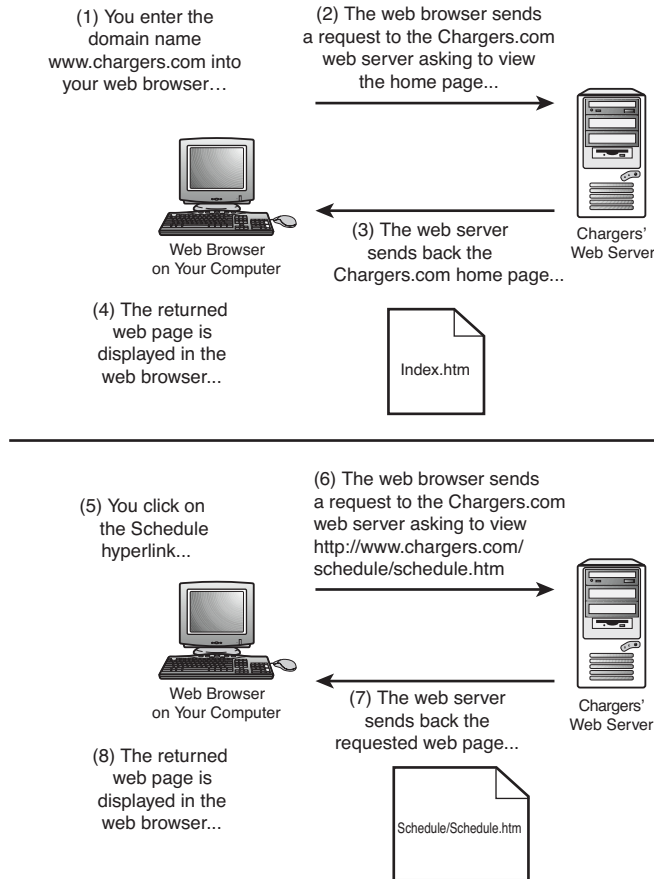 (1) You enter the
domain name
www.chargers.com into
your web browser…
(2) The web browser sends
a request to the Chargers.com
web server asking to view
the home page...
Web Browser
on Your Computer
(3) The web server
sends back the
Chargers.com home page...
Chargers'
Web Server
(4) The returned
web page is
displayed in the
web browser...
Index.htm
(5) You click on
the Schedule
hyperlink...
(6) The web browser sends
a request to the Chargers.com
web server asking to view
http://www.chargers.com/
schedule/schedule.htm
Web Browser
on Your Computer
(7) The web server
sends back the
requested web page...
Chargers'
Web Server
(8) The returned
web page is
displayed in the
web browser...
Schedule/Schedule.htm